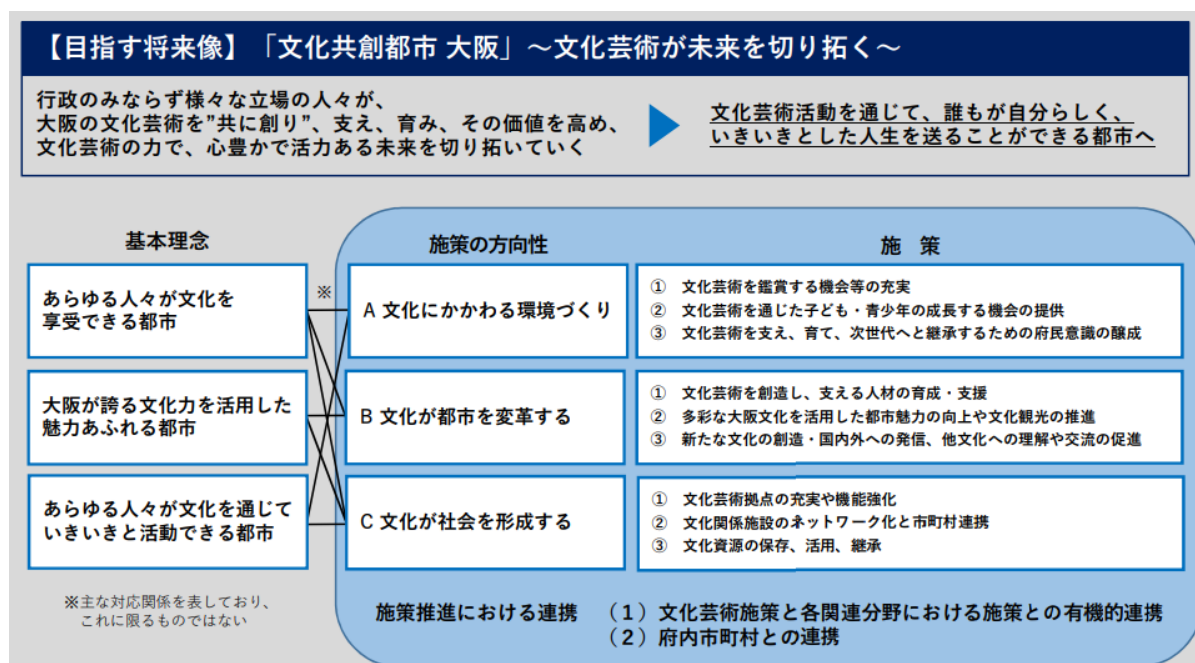 【目指す将来像】「文化共創都市 大阪」～文化芸術が未来を切り拓く～
行政のみならず様々な立場の人々が、
大阪の文化芸術を”共に創り”、支え、育み、その価値を高め、
文化芸術の力で、心豊かで活力ある未来を切り拓いていく
文化芸術活動を通じて、誰もが自分らしく、
いきいきとした人生を送ることができる都市へ
基本理念
施策の方向性
施 策
あらゆる人々が文化を
享受できる都市
※
A 文化にかかわる環境づくり
① 文化芸術を鑑賞する機会等の充実
② 文化芸術を通じた子ども・青少年の成長する機会の提供
③ 文化芸術を支え、育て、次世代へと継承するための府民意識の醸成
大阪が誇る文化力を活用した
魅力あふれる都市
B 文化が都市を変革する
① 文化芸術を創造し、支える人材の育成・支援
② 多彩な大阪文化を活用した都市魅力の向上や文化観光の推進
③ 新たな文化の創造・国内外への発信、他文化への理解や交流の促進
あらゆる人々が文化を通じて
いきいきと活動できる都市
C 文化が社会を形成する
① 文化芸術拠点の充実や機能強化
② 文化関係施設のネットワーク化と市町村連携
③ 文化資源の保存、活用、継承
※主な対応関係を表しており、
これに限るものではない
施策推進における連携 （１）文化芸術施策と各関連分野における施策との有機的連携
（２）府内市町村との連携